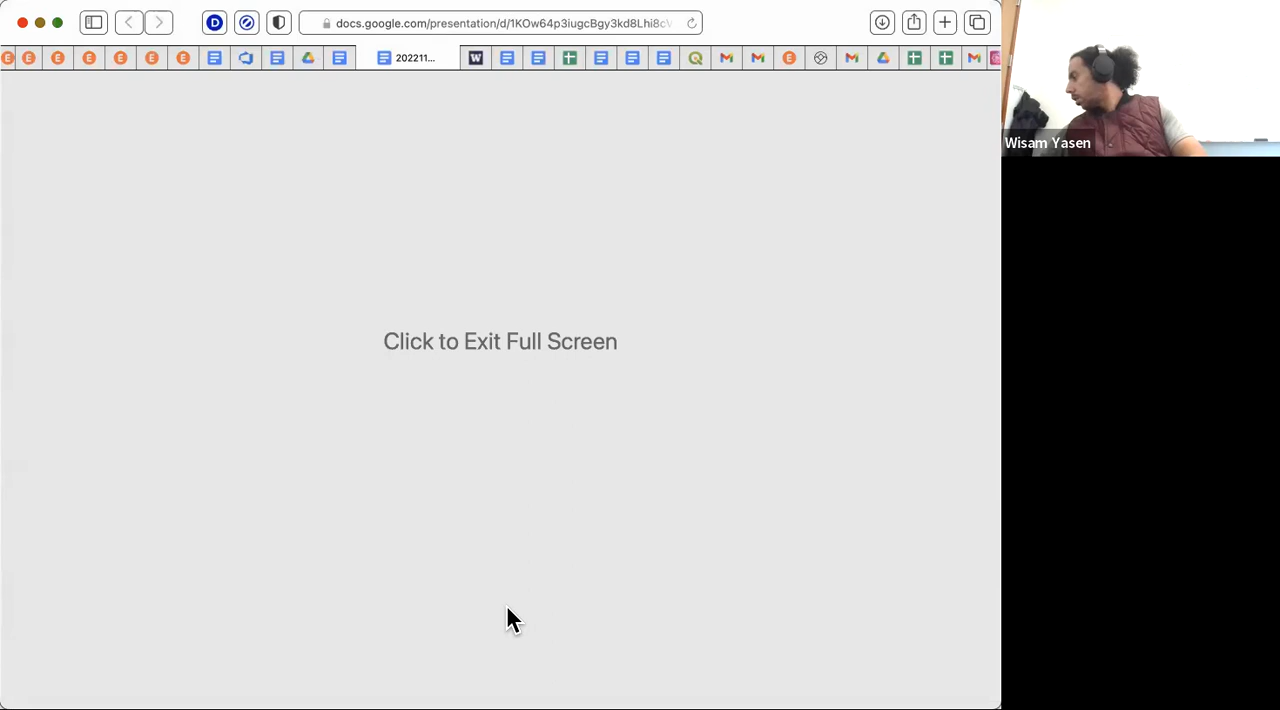 D
docs.google.com/presentation/d/1KOw64p3iugcBgy3kd8Lhi8c
E E E E E E E 202211... W E
Click to Exit Full Screen
Wisam Yasen